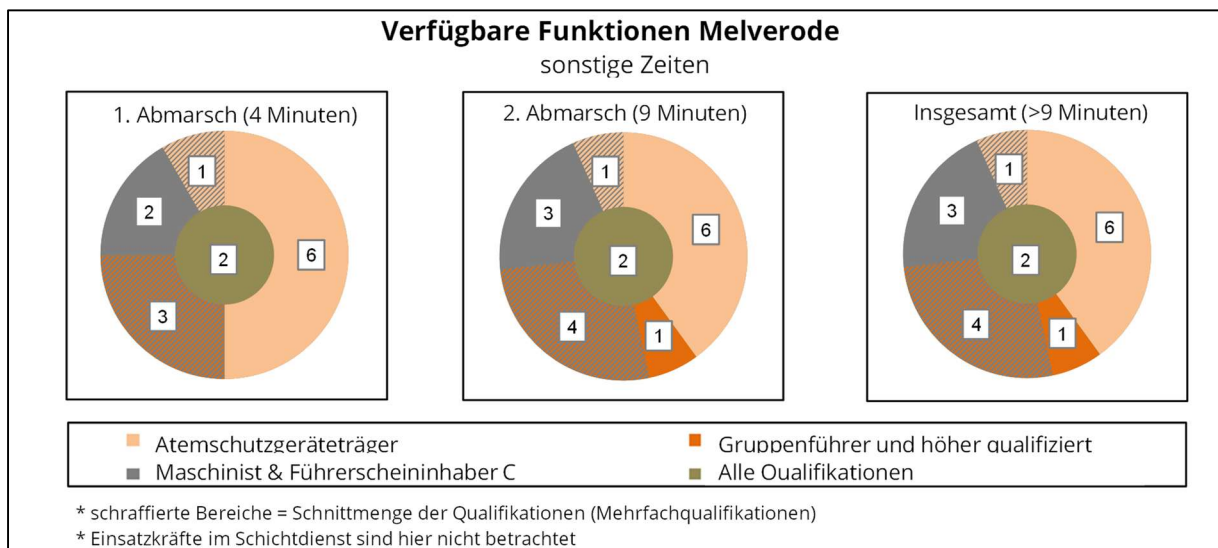 Verfügbare Funktionen Melverode
sonstige Zeiten
1. Abmarsch (4 Minuten)
1
2
2
6
3
2. Abmarsch (9 Minuten)
1
3
6
2
4
1
Insgesamt (>9 Minuten)
1
3
6
2
4
1
Atemschutzgeräteträger
Gruppenführer und höher qualifiziert
Maschinist & Führerscheininhaber C
Alle Qualifikationen
* schraffierte Bereiche = Schnittmenge der Qualifikationen (Mehrfachqualifikationen)
* Einsatzkräfte im Schichtdienst sind hier nicht betrachtet